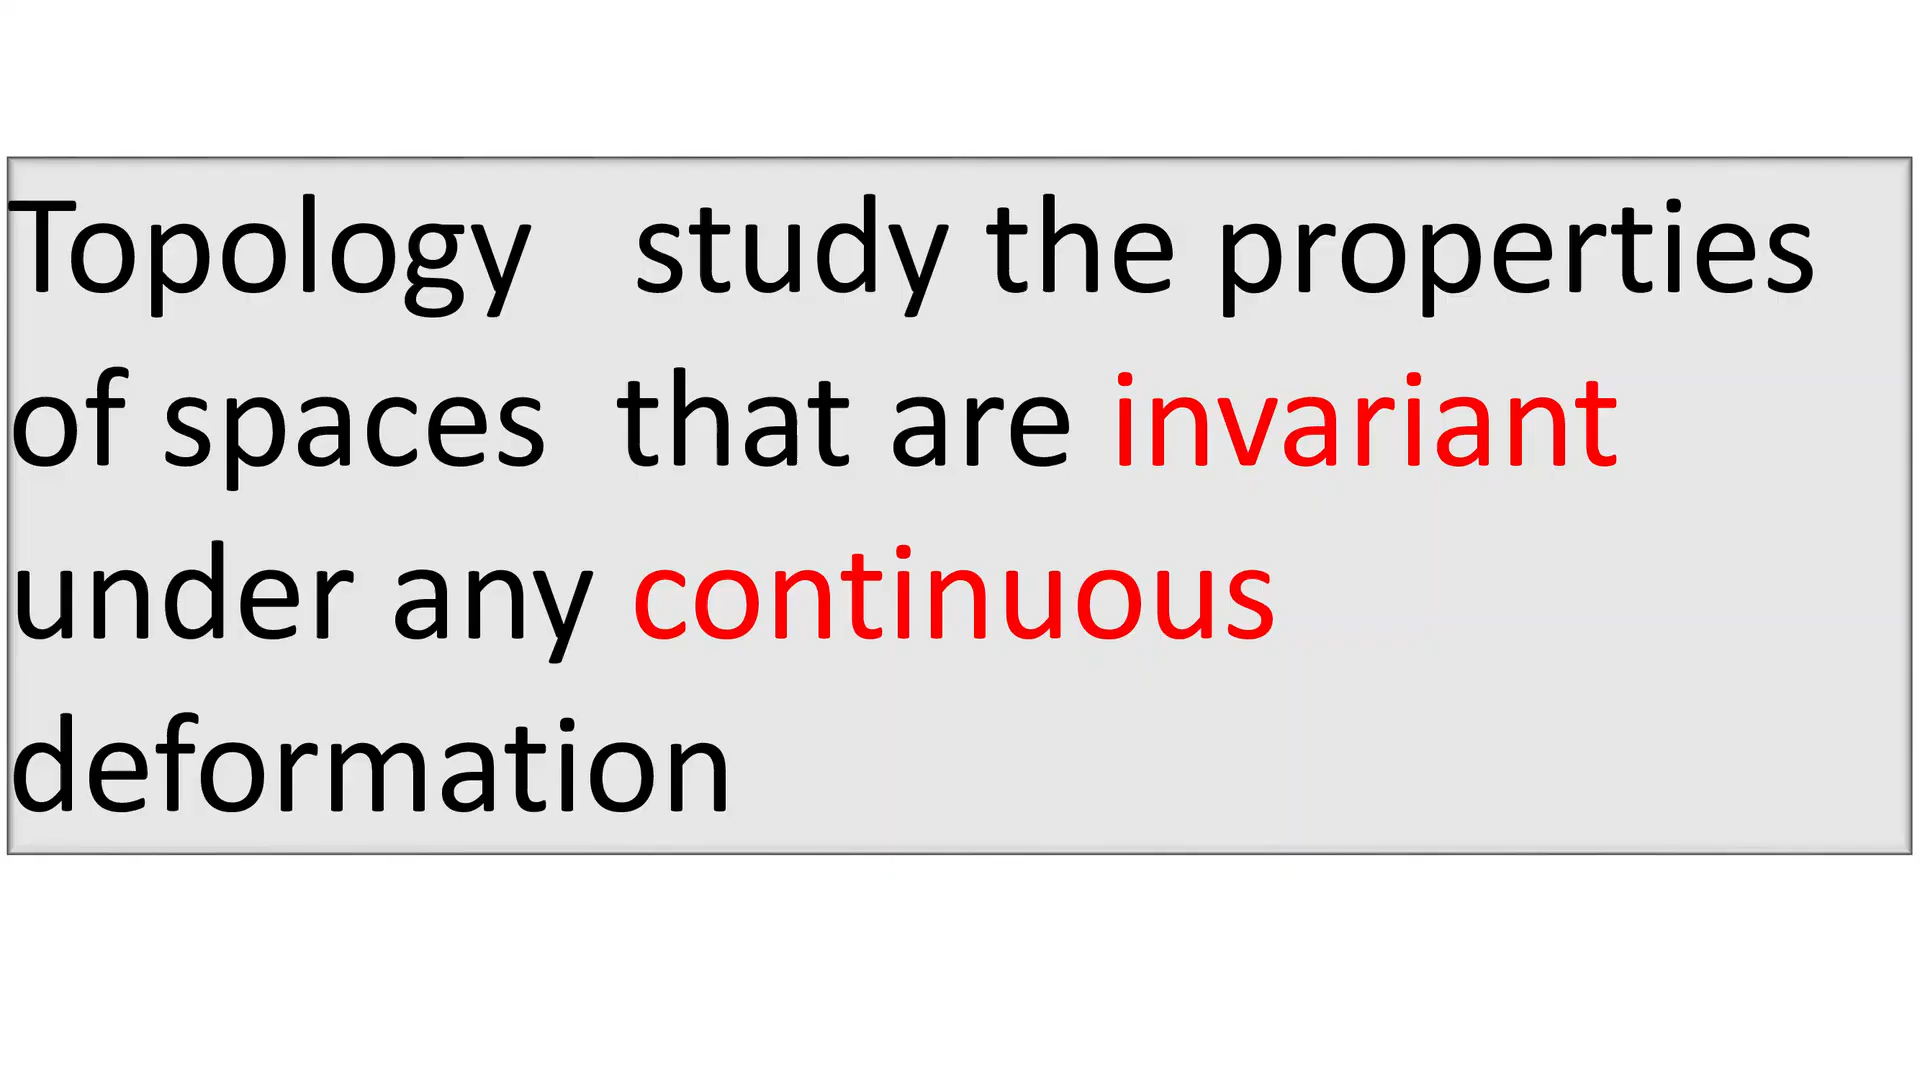 Topology study the properties
of spaces that are invariant
under any continuous
deformation